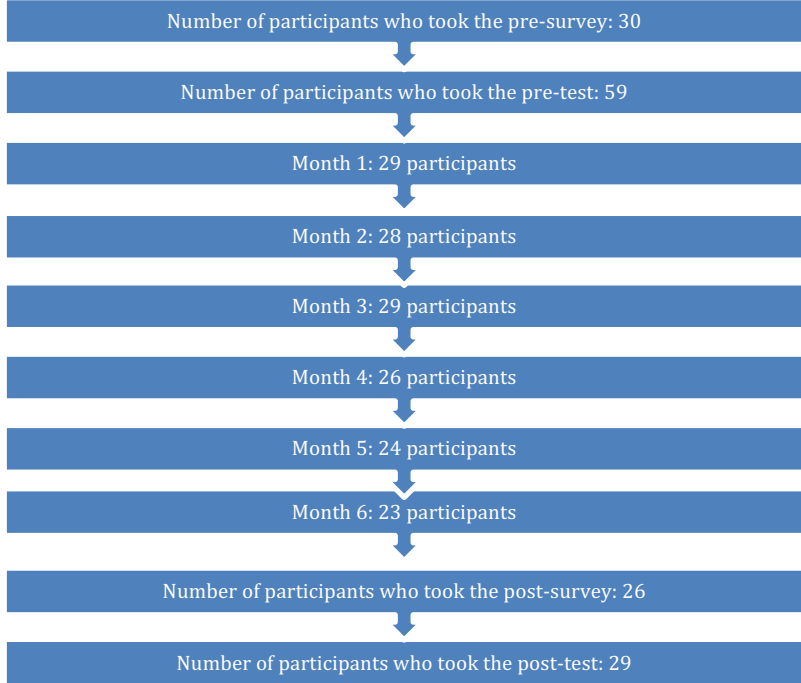 Number of participants who took the pre-survey: 30
Number of participants who took the pre-test: 59
Month 1: 29 participants
Month 2: 28 participants
Month 3: 29 participants
Month 4: 26 participants
Month 5: 24 participants
Month 6: 23 participants
Number of participants who took the post-survey: 26
Number of participants who took the post-test: 29